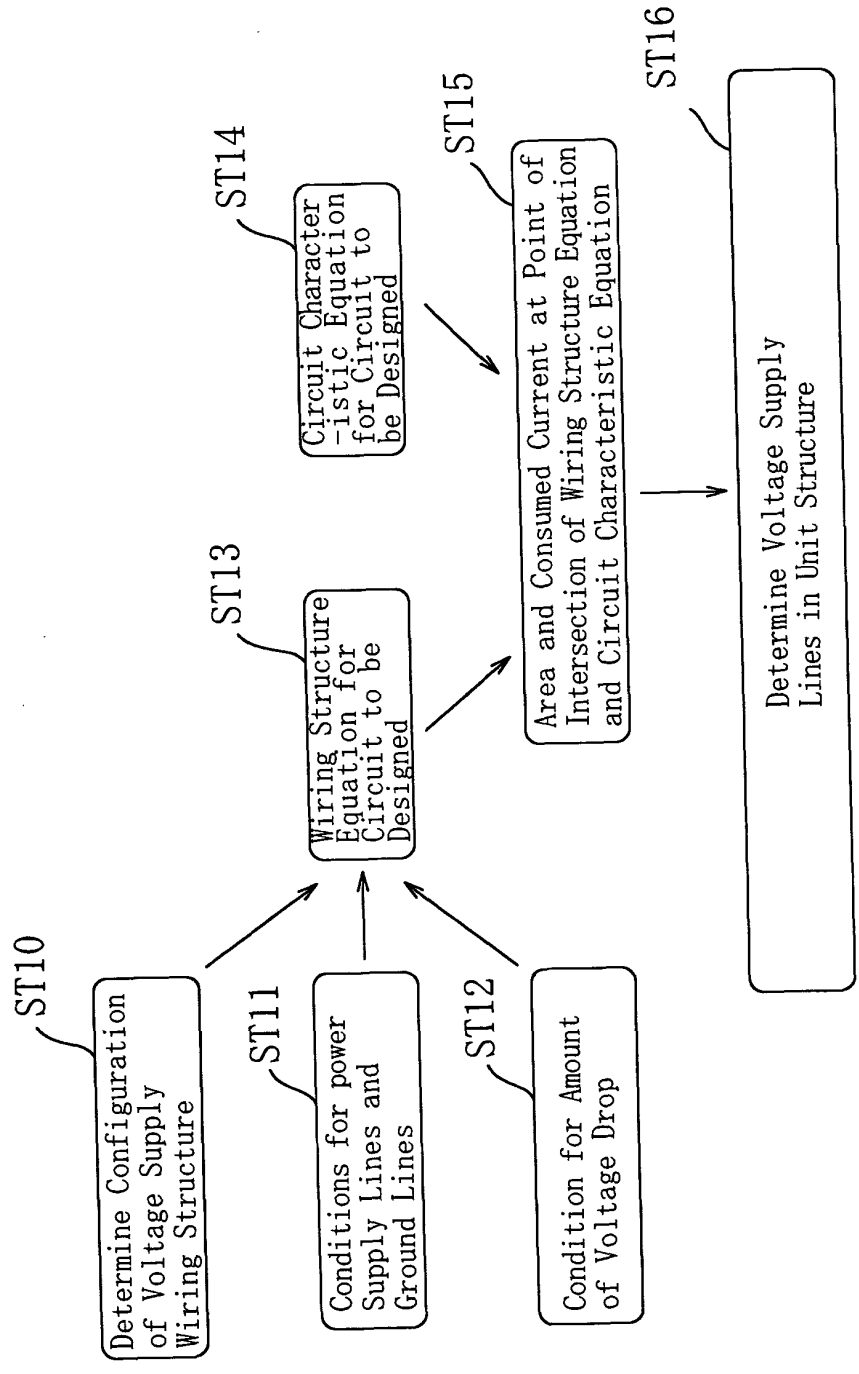 ST10
Determine Configuration
of Voltage Supply
Wiring Structure
ST11
Conditions for power
Supply Lines and
Ground Lines
ST12
Condition for Amount
of Voltage Drop
ST13
Wiring Structure
Equation for
Circuit to be
Designed
ST14
Circuit Character
-istic Equation
for Circuit to
be Designed
ST15
Area and Consumed Current at Point of
Intersection of Wiring Structure Equation
and Circuit Characteristic Equation
ST16
Determine Voltage Supply
Lines in Unit Structure